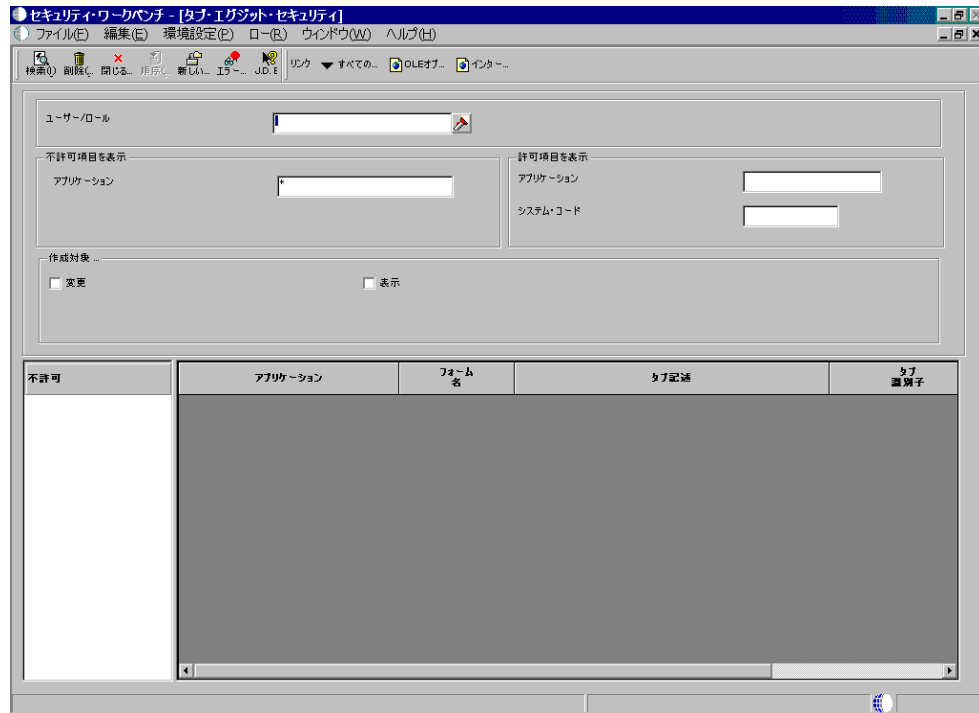 セキュリティ・ワークベンチ - [タブ・エグジット・セキュリティ]
ファイル(F) 編集(E) 環境設定(P) ロー(R) ウィンドウ(W) ヘルプ(H)
検索(I) 削除(... 閉じる... 順序(... 新しい... エラー... J.D.E リンク すべての... OLEオブ... インター...
ユーザー/ロール
不許可項目を表示
アプリケーション *
許可項目を表示
アプリケーション
システム・コード
作成対象 ...
変更 表示
不許可
アプリケーション
フォーム
名
タブ記述
タブ
識別子